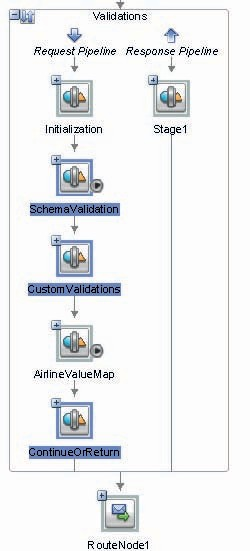 Validations
Request Pipeline
Response Pipeline
Initialization
Stage1
SchemaValidation
CustomValidations
AirlineValueMap
ContinueOrReturn
RouteNode1